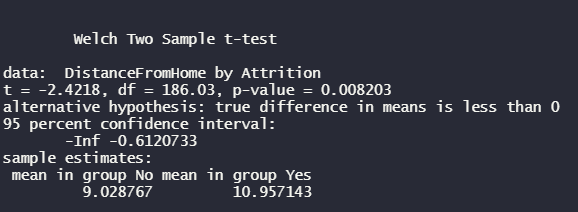 Welch Two Sample t-test
data:  DistanceFromHome by Attrition
t = -2.4218, df = 186.03, p-value = 0.008203
alternative hypothesis: true difference in means is less than 0
95 percent confidence interval:
-Inf -0.6120733
sample estimates:
mean in group No mean in group Yes
9.028767 10.957143